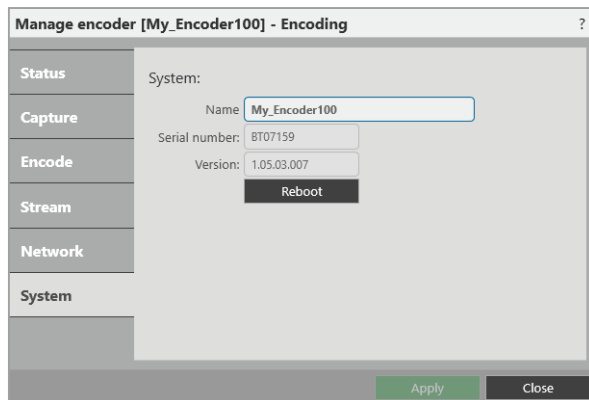 Manage encoder [My_Encoder100] - Encoding ?
Status
Capture
Encode
Stream
Network
System
System:
Name My_Encoder100
Serial number: BT07159
Version: 1.05.03.007
Reboot
Apply Close